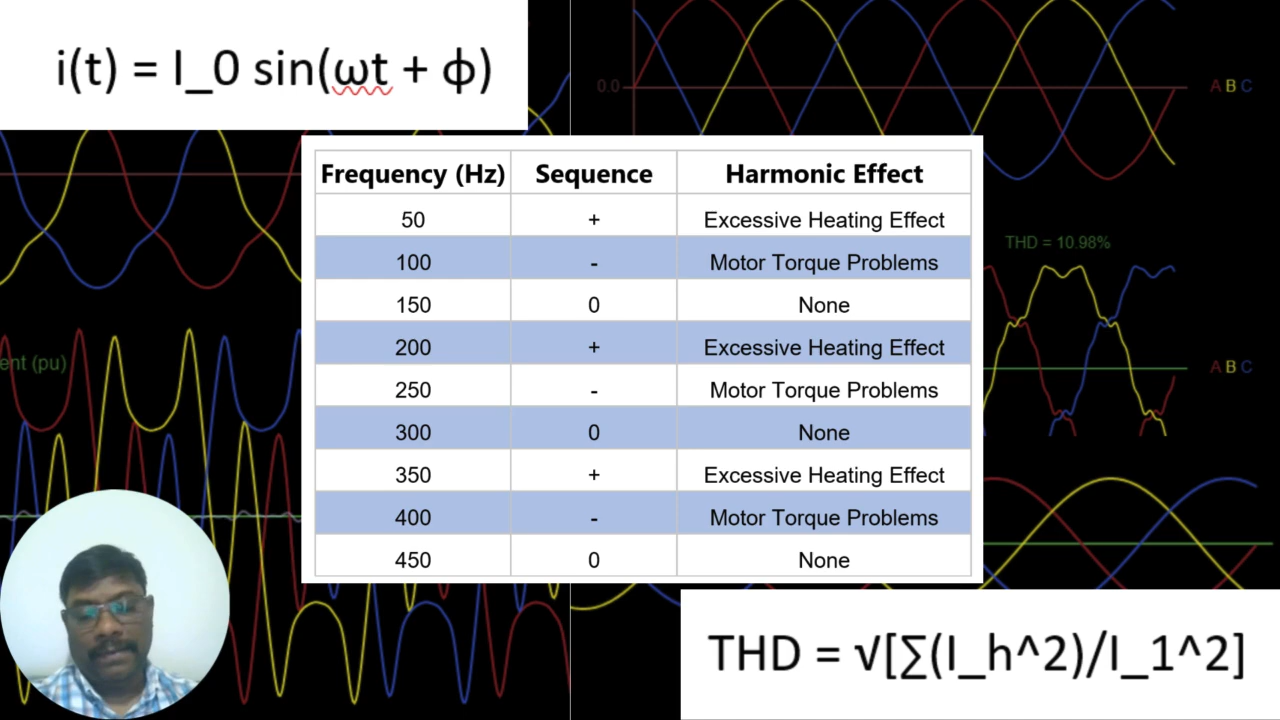 i(t) = I_0 sin(ωt + ф)
0.0
A B C
Frequency (Hz) Sequence Harmonic Effect
50 + Excessive Heating Effect
100 - Motor Torque Problems
150 0 None
200 + Excessive Heating Effect
250 - Motor Torque Problems
300 0 None
350 + Excessive Heating Effect
400 - Motor Torque Problems
450 0 None
THD = 10.98%
ent (pu)
A B C
THD = √[∑(I_h^2)/I_1^2]